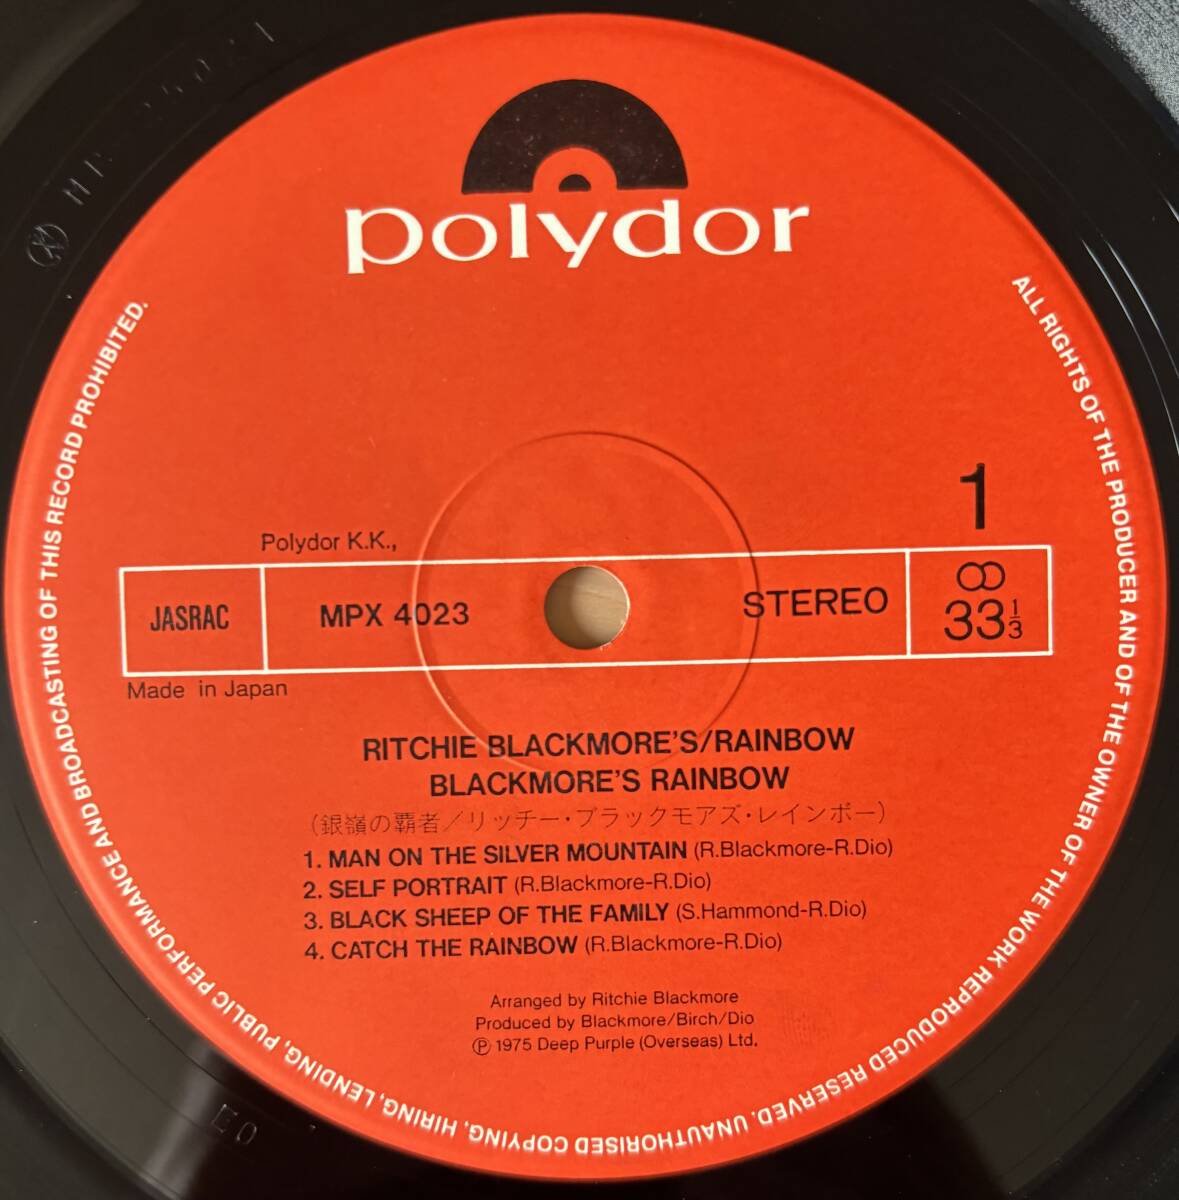 polydor
1
Polydor K.K.,
JASRAC
MPX 4023
STEREO
33 1/3
Made in Japan
RITCHIE BLACKMORE'S/RAINBOW
BLACKMORE'S RAINBOW
(銀嶺の覇者/リッチー・ブラックモアズ・レインボー)
1. MAN ON THE SILVER MOUNTAIN (R.Blackmore-R.Dio)
2. SELF PORTRAIT (R.Blackmore-R.Dio)
3. BLACK SHEEP OF THE FAMILY (S.Hammond-R.Dio)
4. CATCH THE RAINBOW (R.Blackmore-R.Dio)
Arranged by Ritchie Blackmore
Produced by Blackmore/Birch/Dio
Ⓟ 1975 Deep Purple (Overseas) Ltd.
ALL RIGHTS OF THE PRODUCER AND OF THE OWNER OF THE WORK REPRODUCED RESERVED. UNAUTHORISED COPYING, HIRING, LENDING, PUBLIC PERFORMANCE AND BROADCASTING OF THIS RECORD PROHIBITED.